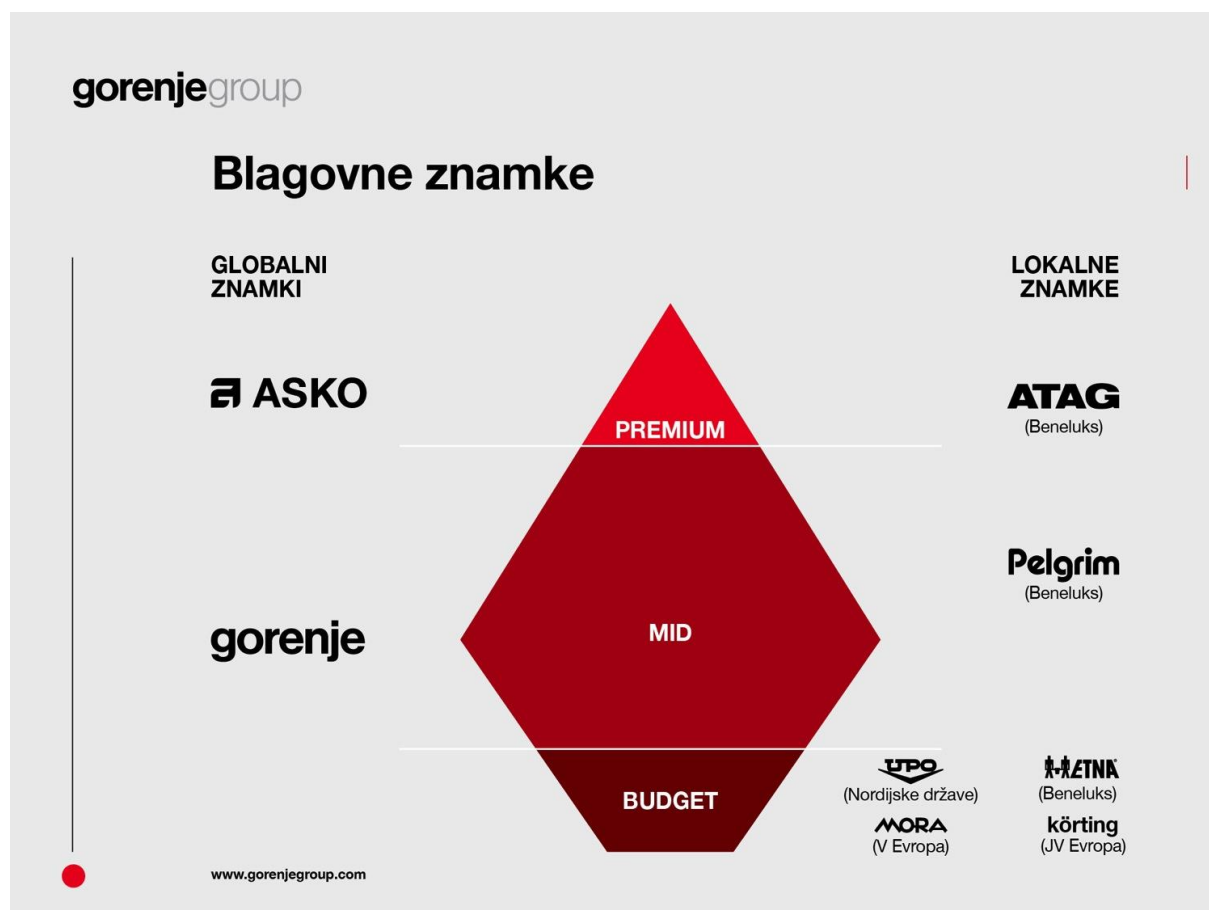 gorenjegroup
Blagovne znamke
GLOBALNI
ZNAMKI
LOKALNE
ZNAMKE
ASKO
ATAG
(Beneluks)
PREMIUM
Pelgrim
(Beneluks)
gorenje
MID
BUDGET
UPO
(Nordijske države)
ETNA
(Beneluks)
MORA
(V Evropa)
körting
(JV Evropa)
www.gorenjegroup.com